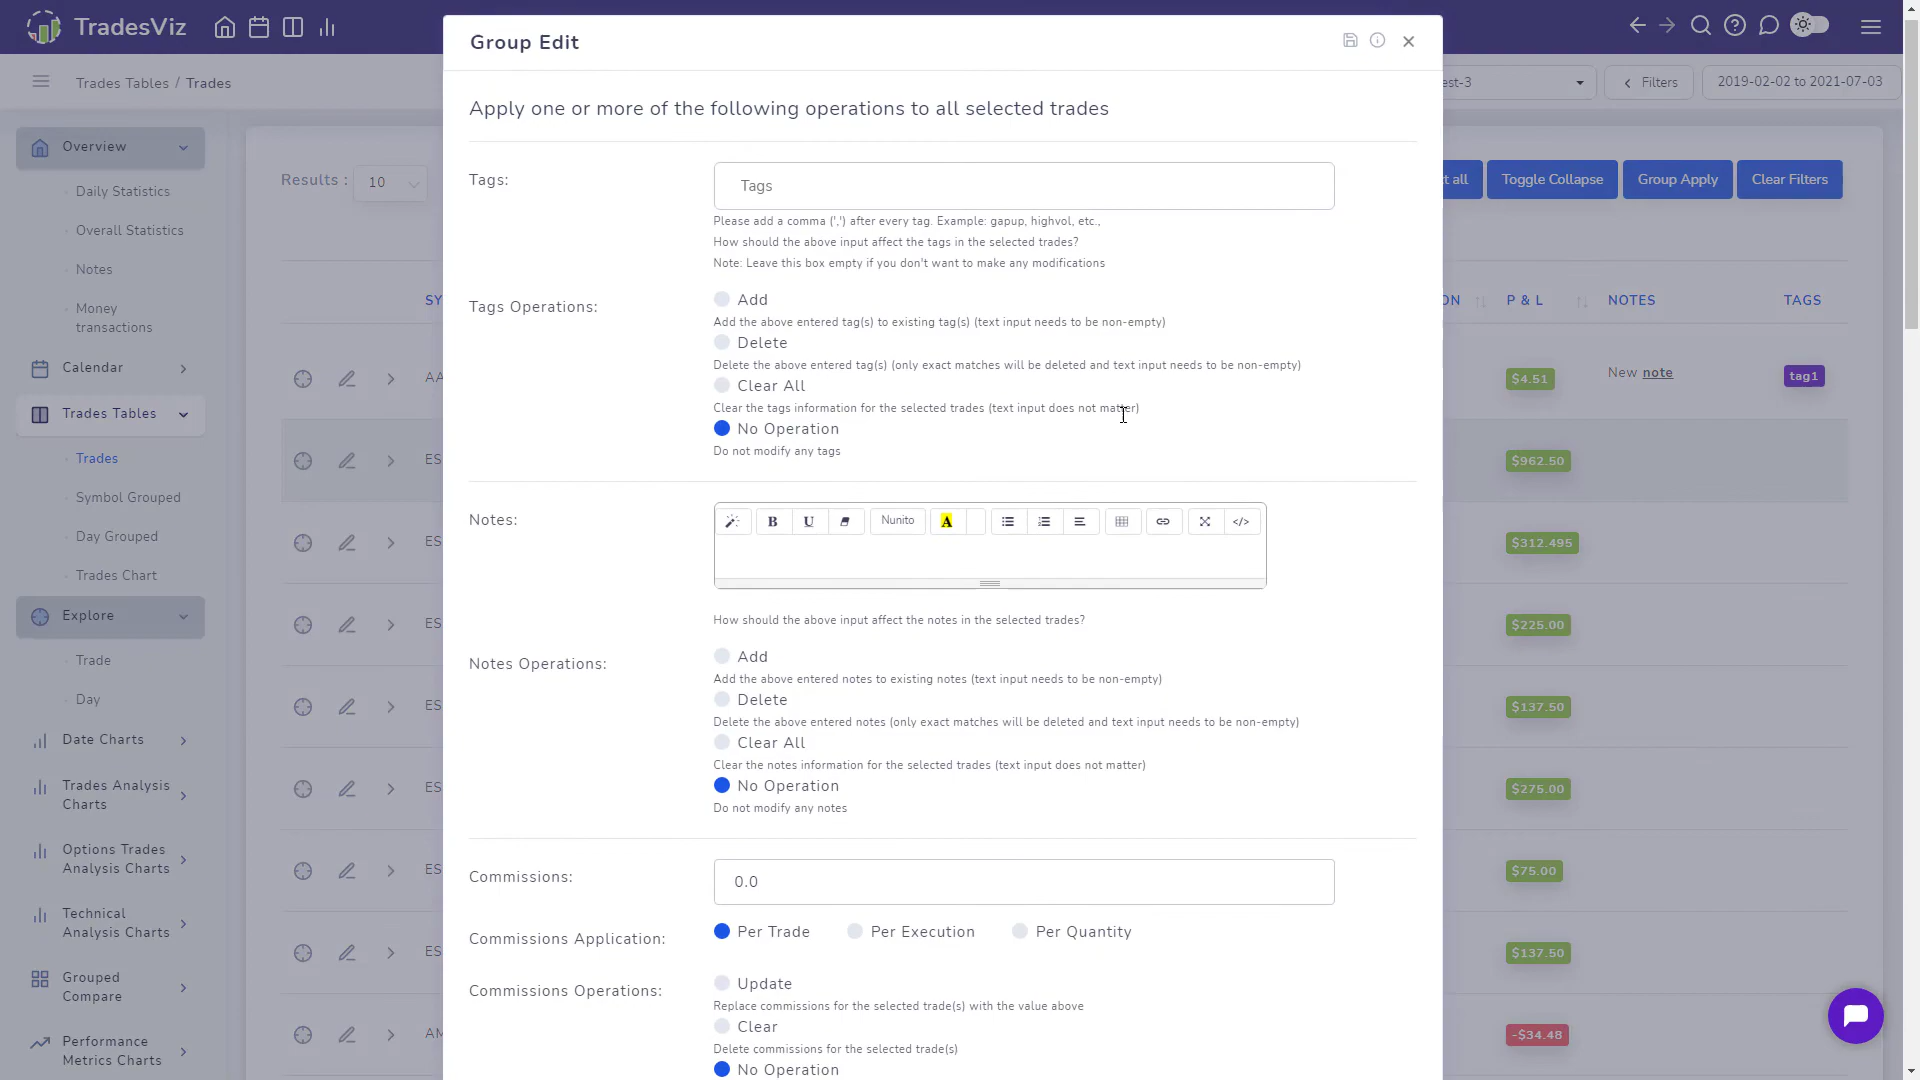 TradesViz
Group Edit
Trades Tables / Trades
est-3
Filters
2019-02-02 to 2021-07-03
Apply one or more of the following operations to all selected trades
Overview
Daily Statistics
Overall Statistics
Notes
Money
transactions
Calendar
Trades Tables
Trades
Symbol Grouped
Day Grouped
Trades Chart
Explore
Trade
Day
Date Charts
Trades Analysis
Charts
Options Trades
Analysis Charts
Technical
Analysis Charts
Grouped
Compare
Performance
Metrics Charts
Results :
10
SY
AA
ES
ES
ES
ES
ES
ES
ES
AM
Tags:
Tags
Please add a comma (',') after every tag. Example: gapup, highvol, etc.,
How should the above input affect the tags in the selected trades?
Note: Leave this box empty if you don't want to make any modifications
Tags Operations:
Add
Add the above entered tag(s) to existing tag(s) (text input needs to be non-empty)
Delete
Delete the above entered tag(s) (only exact matches will be deleted and text input needs to be non-empty)
Clear All
Clear the tags information for the selected trades (text input does not matter)
No Operation
Do not modify any tags
Notes:
B U Nunito A </>
How should the above input affect the notes in the selected trades?
Notes Operations:
Add
Add the above entered notes to existing notes (text input needs to be non-empty)
Delete
Delete the above entered notes (only exact matches will be deleted and text input needs to be non-empty)
Clear All
Clear the notes information for the selected trades (text input does not matter)
No Operation
Do not modify any notes
Commissions:
0.0
Commissions Application:
Per Trade Per Execution Per Quantity
Commissions Operations:
Update
Replace commissions for the selected trade(s) with the value above
Clear
Delete commissions for the selected trade(s)
No Operation
t all Toggle Collapse Group Apply Clear Filters
ON P & L NOTES TAGS
$4.51 New note tag1
$962.50
$312.495
$225.00
$137.50
$275.00
$75.00
$137.50
-$34.48